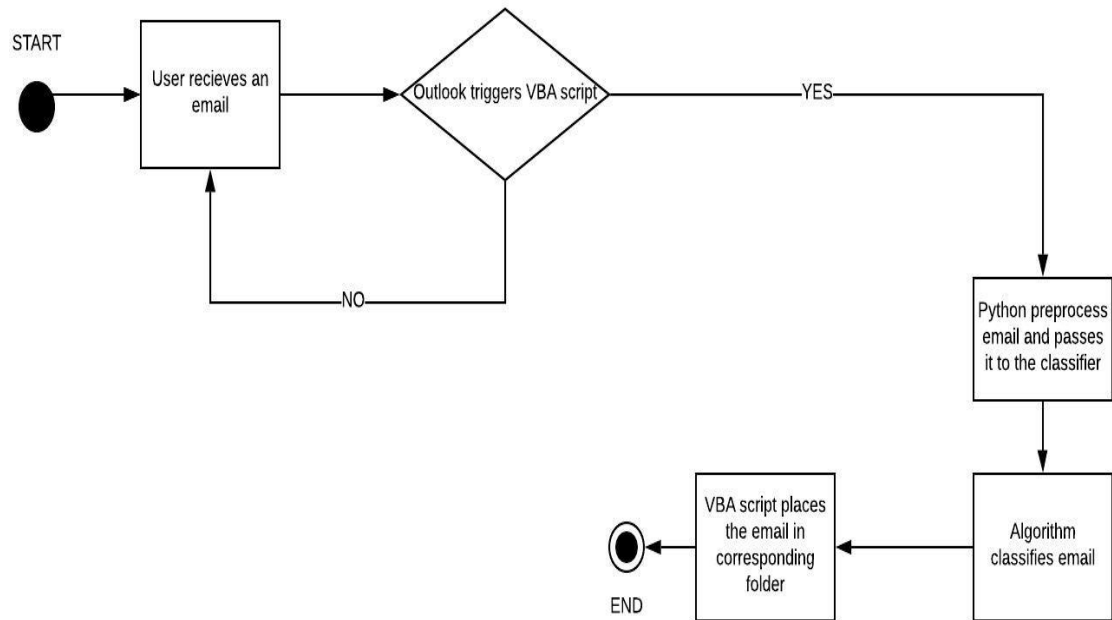 START
User recieves an
email
Outlook triggers VBA script
YES
NO
Python preprocess
email and passes
it to the classifier
Algorithm
classifies email
VBA script places
the email in
corresponding
folder
END